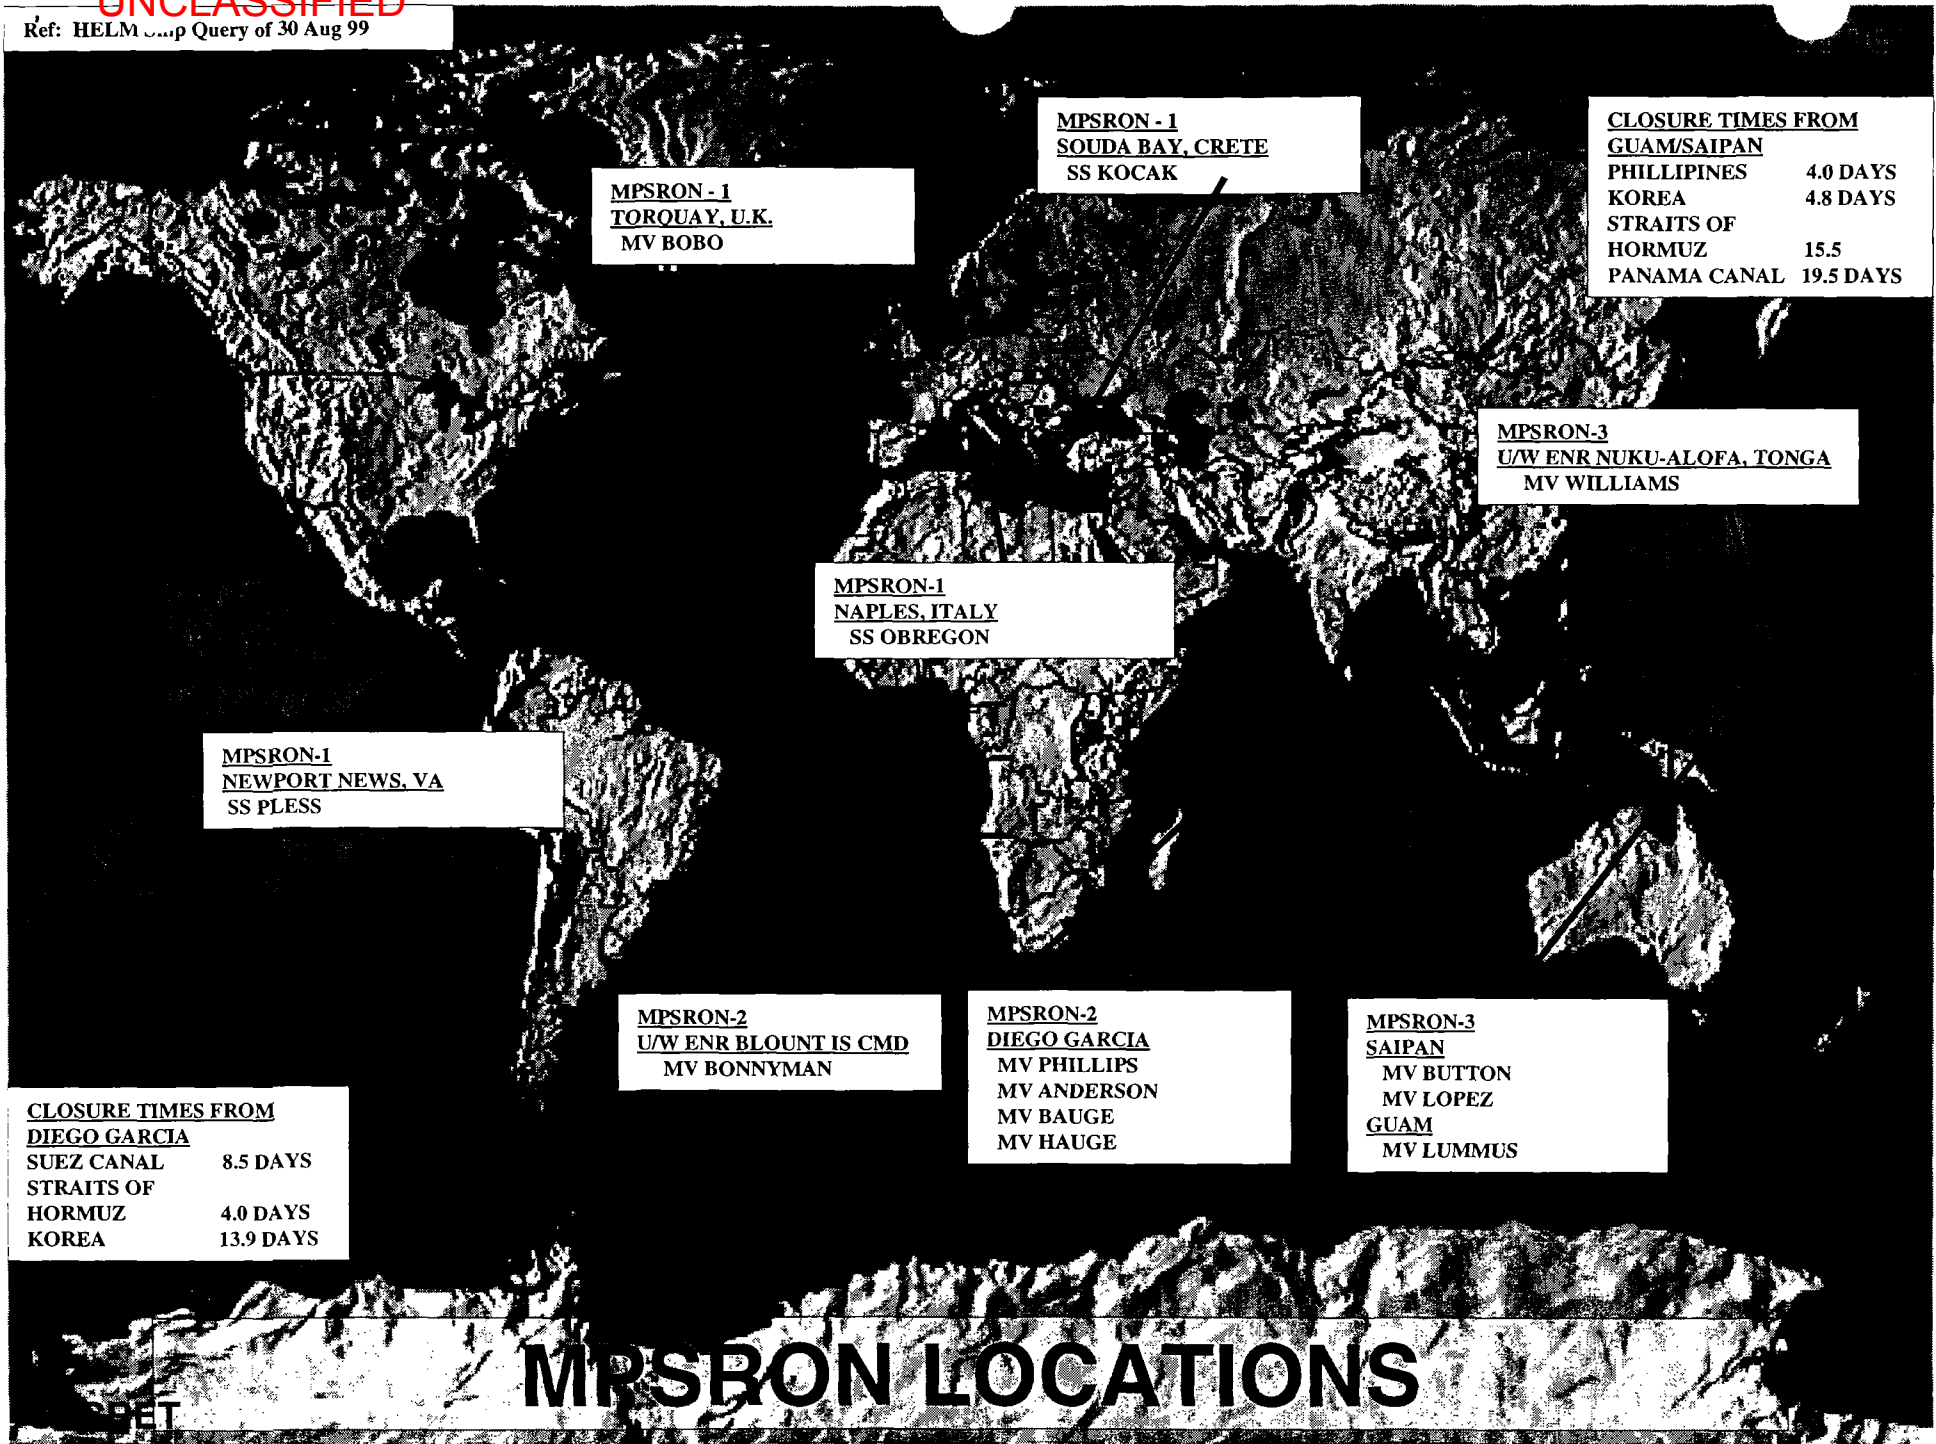 UNCLASSIFIED
Ref: HELM Query of 30 Aug 99
MPSRON - 1
SOUDA BAY, CRETE
SS KOCAK
CLOSURE TIMES FROM
GUAM/SAIPAN
PHILLIPINES 4.0 DAYS
KOREA 4.8 DAYS
STRAITS OF
HORMUZ 15.5
PANAMA CANAL 19.5 DAYS
MPSRON - 1
TORQUAY, U.K.
MV BOBO
MPSRON-3
U/W ENR NUKU-ALOFA, TONGA
MV WILLIAMS
MPSRON-1
NAPLES, ITALY
SS OBREGON
MPSRON-1
NEWPORT NEWS, VA
SS PLESS
MPSRON-2
U/W ENR BLOUNT IS CMD
MV BONNYMAN
MPSRON-2
DIEGO GARCIA
MV PHILLIPS
MV ANDERSON
MV BAUGE
MV HAUGE
MPSRON-3
SAIPAN
MV BUTTON
MV LOPEZ
GUAM
MV LUMMUS
CLOSURE TIMES FROM
DIEGO GARCIA
SUEZ CANAL 8.5 DAYS
STRAITS OF
HORMUZ 4.0 DAYS
KOREA 13.9 DAYS
MPSRON LOCATIONS